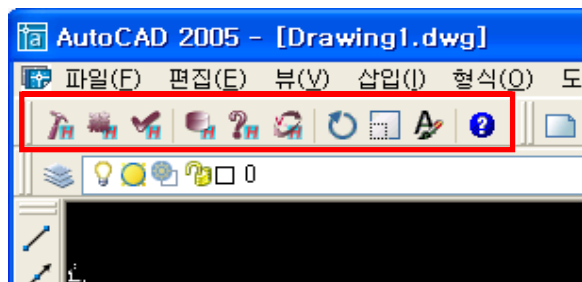 AutoCAD 2005 - [Drawing1.dwg]
파일(F) 편집(E) 뷰(V) 삽입(I) 형식(O) 도
0